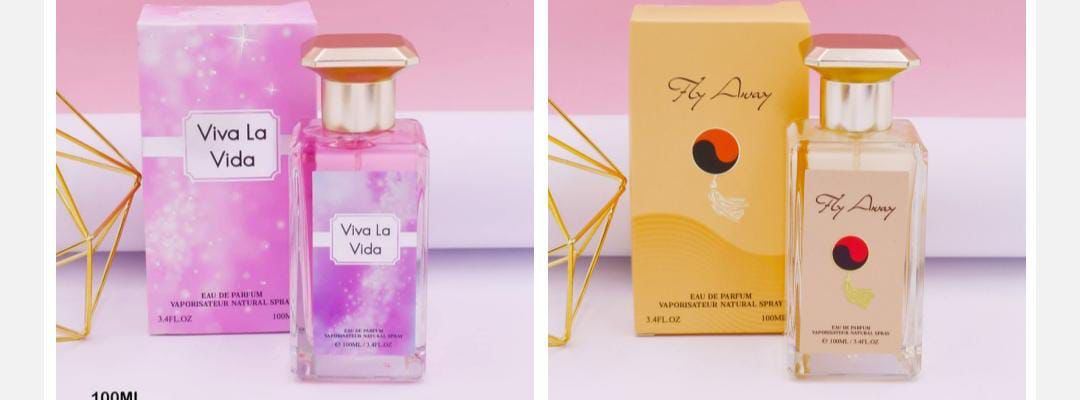 Viva La
Vida
EAU DE PARFUM
VAPORISATEUR NATURAL SPRA
3.4FL.OZ
100M
Viva La
Vida
EAU DE PARFUM
VAPORISATEUR NATURAL SPRAY
℮ 100ML / 3.4FL.OZ
100ML
Fly Away
EAU DE PARFUM
VAPORISATEUR NATURAL SPRAY
3.4FL.OZ
100ML
Fly Away
EAU DE PARFUM
VAPORISATEUR NATURAL SPRAY
℮ 100ML / 3.4FL.OZ